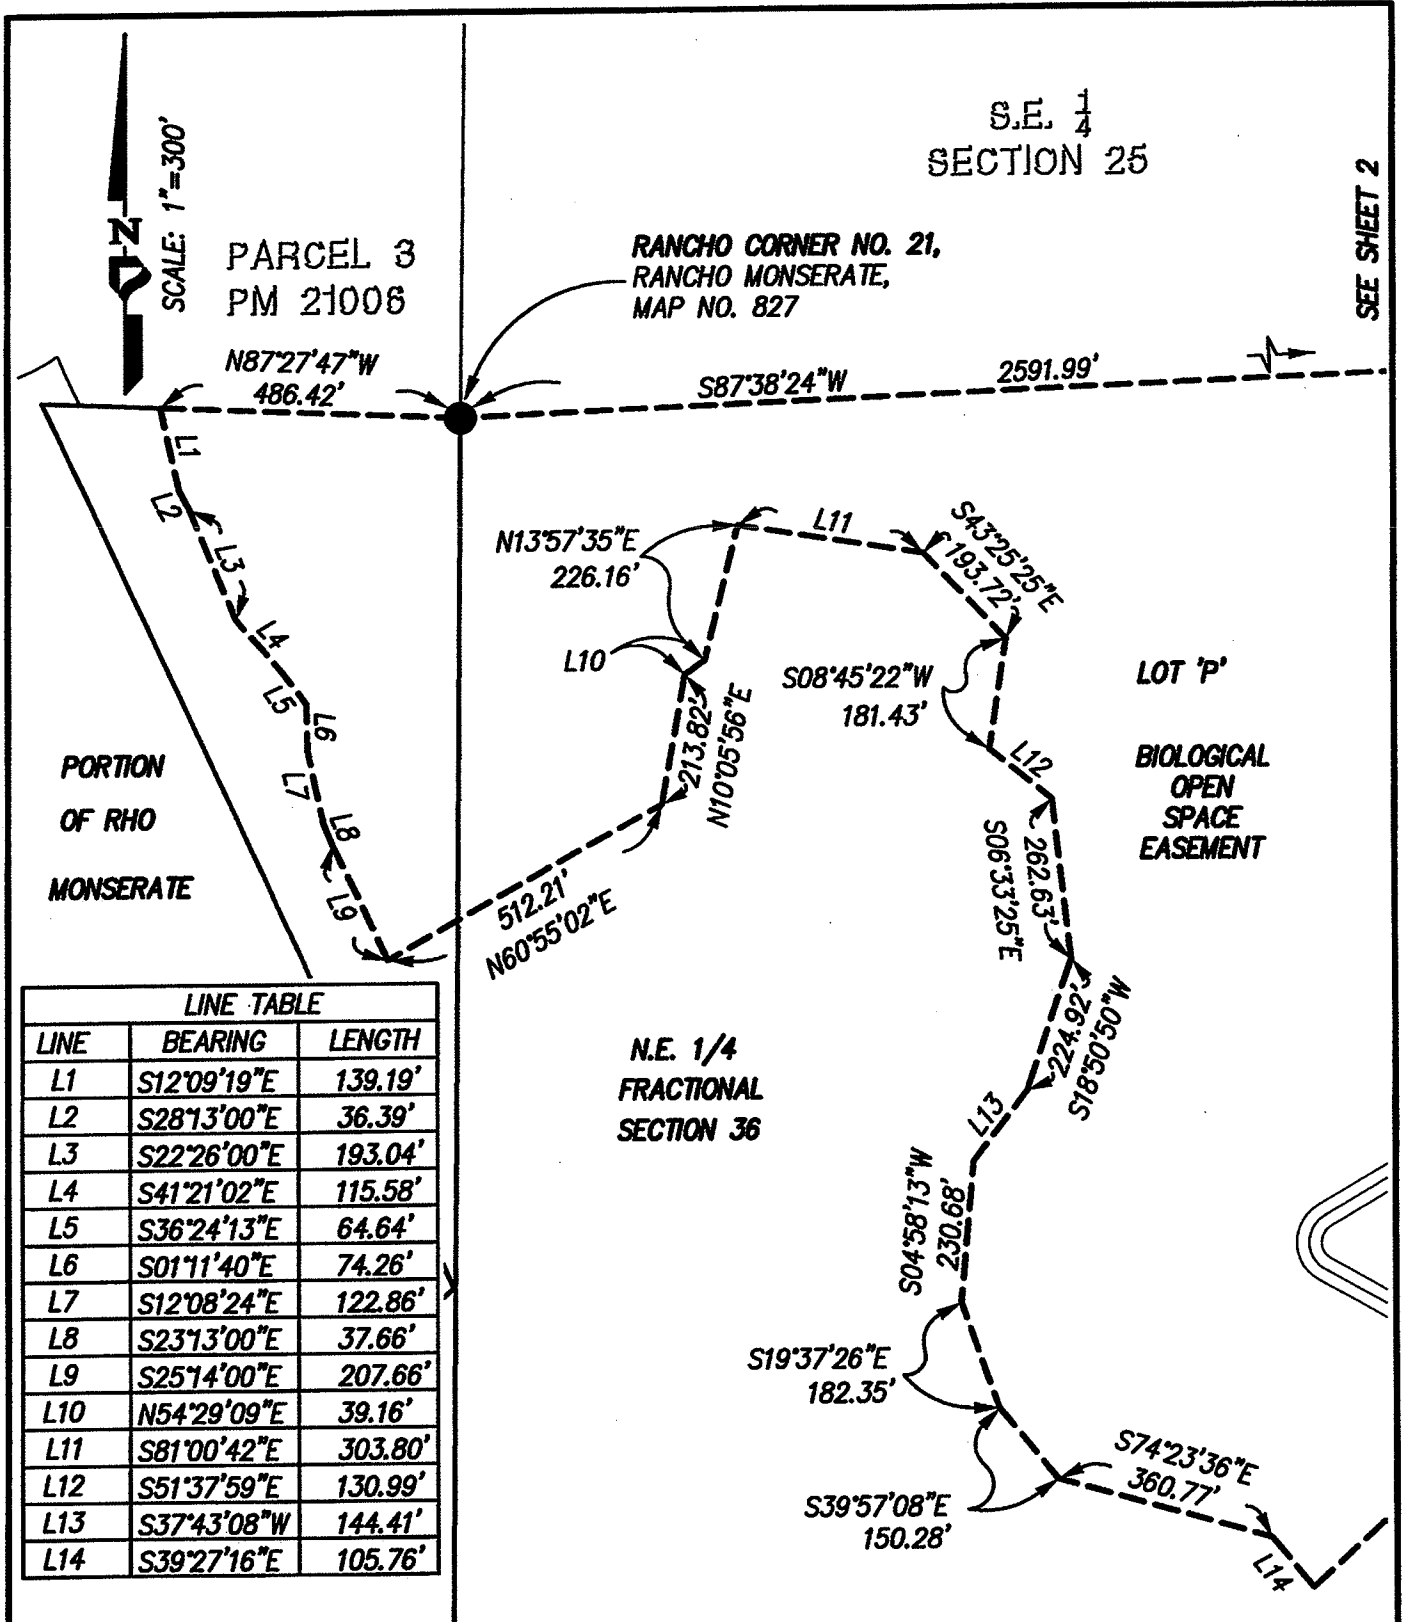 S.E. 1/4
SECTION 25
SEE SHEET 2
N
SCALE: 1"=300'
PARCEL 3
PM 21006
RANCHO CORNER NO. 21,
RANCHO MONSERATE,
MAP NO. 827
N87°27'47"W
486.42'
S87°38'24"W
2591.99'
L1
L2
L3
L4
L5
L6
L7
L8
L9
N13°57'35"E
226.16'
L11
S43°25'25"E
193.72'
L10
213.82'
N10°05'56"E
S08°45'22"W
181.43'
LOT 'P'
BIOLOGICAL
OPEN
SPACE
EASEMENT
L12
PORTION
OF RHO
MONSERATE
512.21'
N60°55'02"E
262.63'
S06°33'25"E
224.92'
S18°50'50"W
N.E. 1/4
FRACTIONAL
SECTION 36
L13
S04°58'13"W
230.68'
S19°37'26"E
182.35'
S39°57'08"E
150.28'
S74°23'36"E
360.77'
L14
LINE TABLE
LINE BEARING LENGTH
L1 S12°09'19"E 139.19'
L2 S28°13'00"E 36.39'
L3 S22°26'00"E 193.04'
L4 S41°21'02"E 115.58'
L5 S36°24'13"E 64.64'
L6 S01°11'40"E 74.26'
L7 S12°08'24"E 122.86'
L8 S23°13'00"E 37.66'
L9 S25°14'00"E 207.66'
L10 N54°29'09"E 39.16'
L11 S81°00'42"E 303.80'
L12 S51°37'59"E 130.99'
L13 S37°43'08"W 144.41'
L14 S39°27'16"E 105.76'